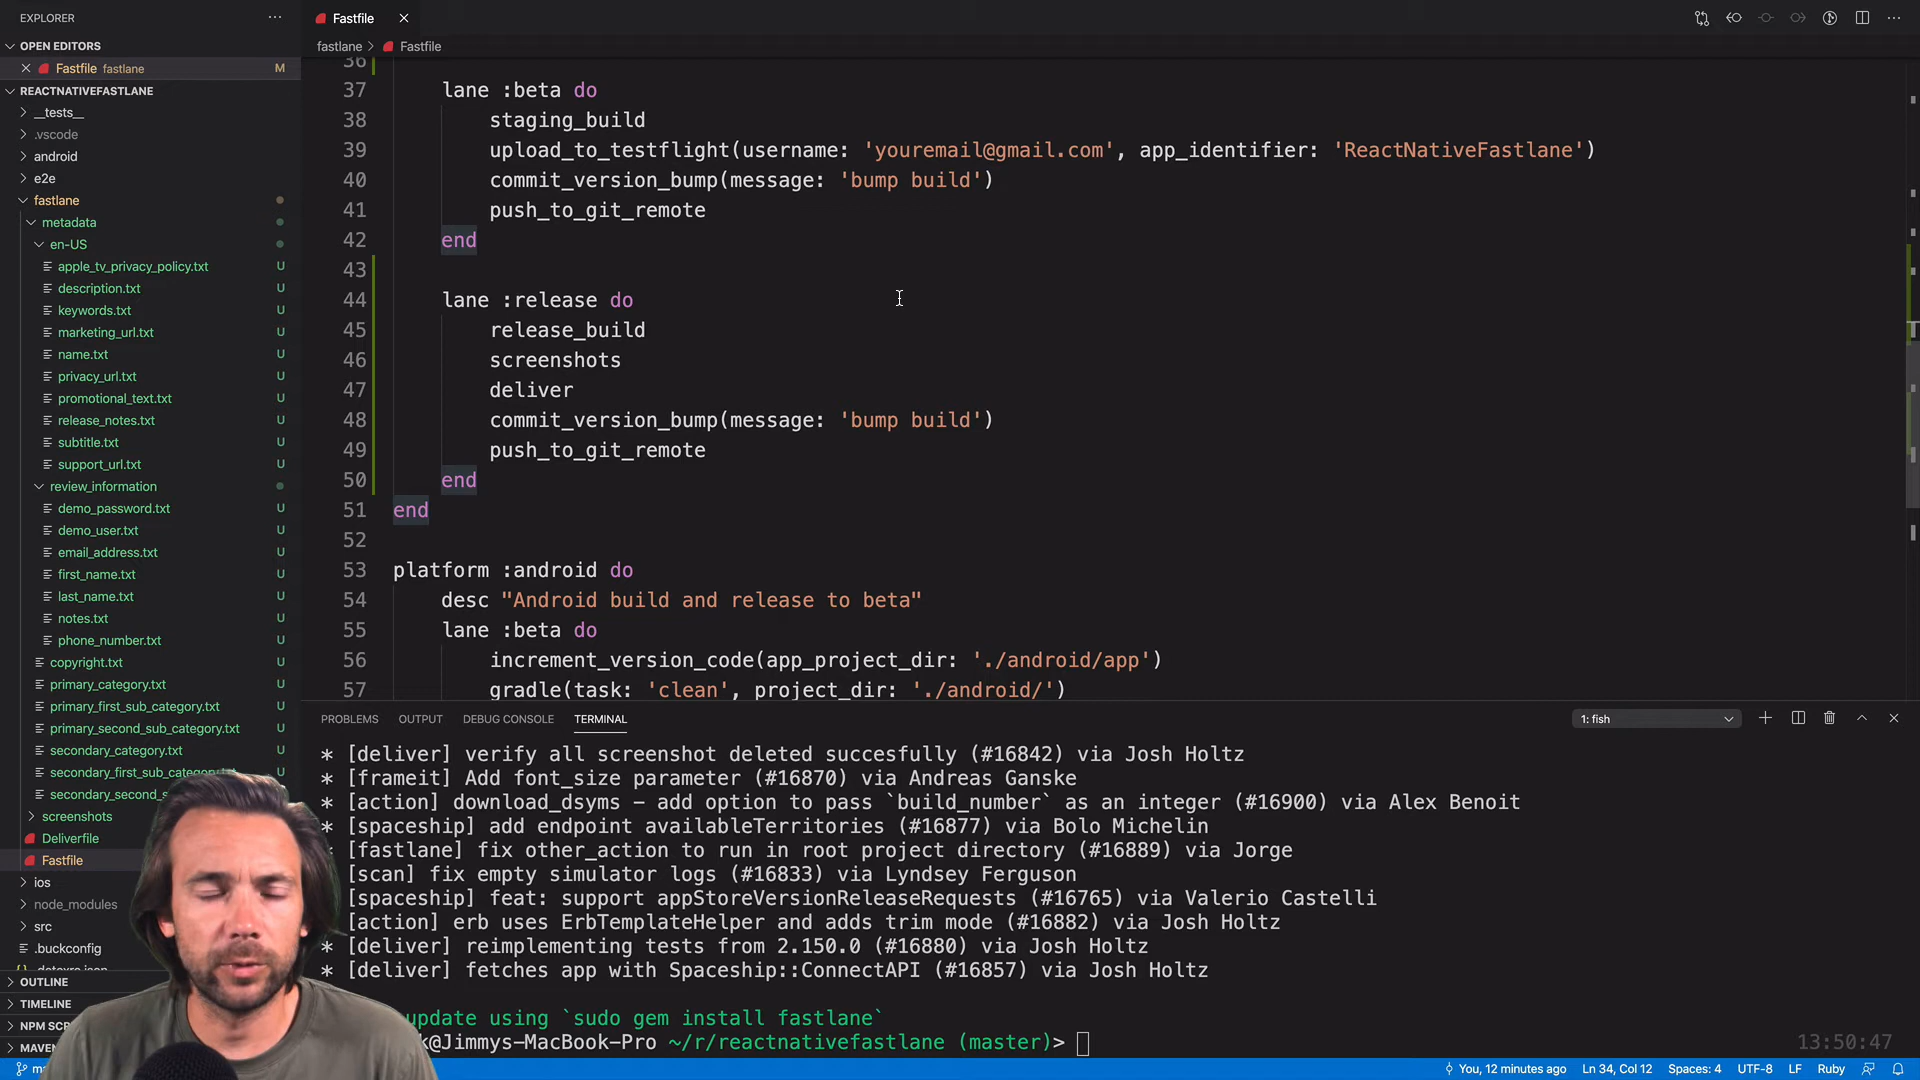 EXPLORER
Fastfile
OPEN EDITORS
Fastfile fastlane M
REACTNATIVEFASTLANE
__tests__
.vscode
android
e2e
fastlane
metadata
en-US
apple_tv_privacy_policy.txt U
description.txt U
keywords.txt U
marketing_url.txt U
name.txt U
privacy_url.txt U
promotional_text.txt U
release_notes.txt U
subtitle.txt U
support_url.txt U
review_information
demo_password.txt U
demo_user.txt U
email_address.txt U
first_name.txt U
last_name.txt U
notes.txt U
phone_number.txt U
copyright.txt U
primary_category.txt U
primary_first_sub_category.txt U
primary_second_sub_category.txt U
secondary_category.txt U
secondary_first_sub_category.txt U
secondary_second_s
screenshots
Deliverfile
Fastfile
ios
node_modules
src
.buckconfig
OUTLINE
TIMELINE
NPM SCR
MAVEN
fastlane > Fastfile
36
37 lane :beta do
38 staging_build
39 upload_to_testflight(username: 'youremail@gmail.com', app_identifier: 'ReactNativeFastlane')
40 commit_version_bump(message: 'bump build')
41 push_to_git_remote
42 end
43
44 lane :release do
45 release_build
46 screenshots
47 deliver
48 commit_version_bump(message: 'bump build')
49 push_to_git_remote
50 end
51 end
52
53 platform :android do
54 desc "Android build and release to beta"
55 lane :beta do
56 increment_version_code(app_project_dir: './android/app')
57 gradle(task: 'clean', project_dir: './android/')
PROBLEMS OUTPUT DEBUG CONSOLE TERMINAL 1: fish
* [deliver] verify all screenshot deleted succesfully (#16842) via Josh Holtz
* [frameit] Add font_size parameter (#16870) via Andreas Ganske
* [action] download_dsyms – add option to pass `build_number` as an integer (#16900) via Alex Benoit
* [spaceship] add endpoint availableTerritories (#16877) via Bolo Michelin
[fastlane] fix other_action to run in root project directory (#16889) via Jorge
[scan] fix empty simulator logs (#16833) via Lyndsey Ferguson
[spaceship] feat: support appStoreVersionReleaseRequests (#16765) via Valerio Castelli
[action] erb uses ErbTemplateHelper and adds trim mode (#16882) via Josh Holtz
* [deliver] reimplementing tests from 2.150.0 (#16880) via Josh Holtz
* [deliver] fetches app with Spaceship::ConnectAPI (#16857) via Josh Holtz
update using `sudo gem install fastlane`
k@Jimmys-MacBook-Pro ~/r/reactnativefastlane (master)>
13:50:47
You, 12 minutes ago Ln 34, Col 12 Spaces: 4 UTF-8 LF Ruby